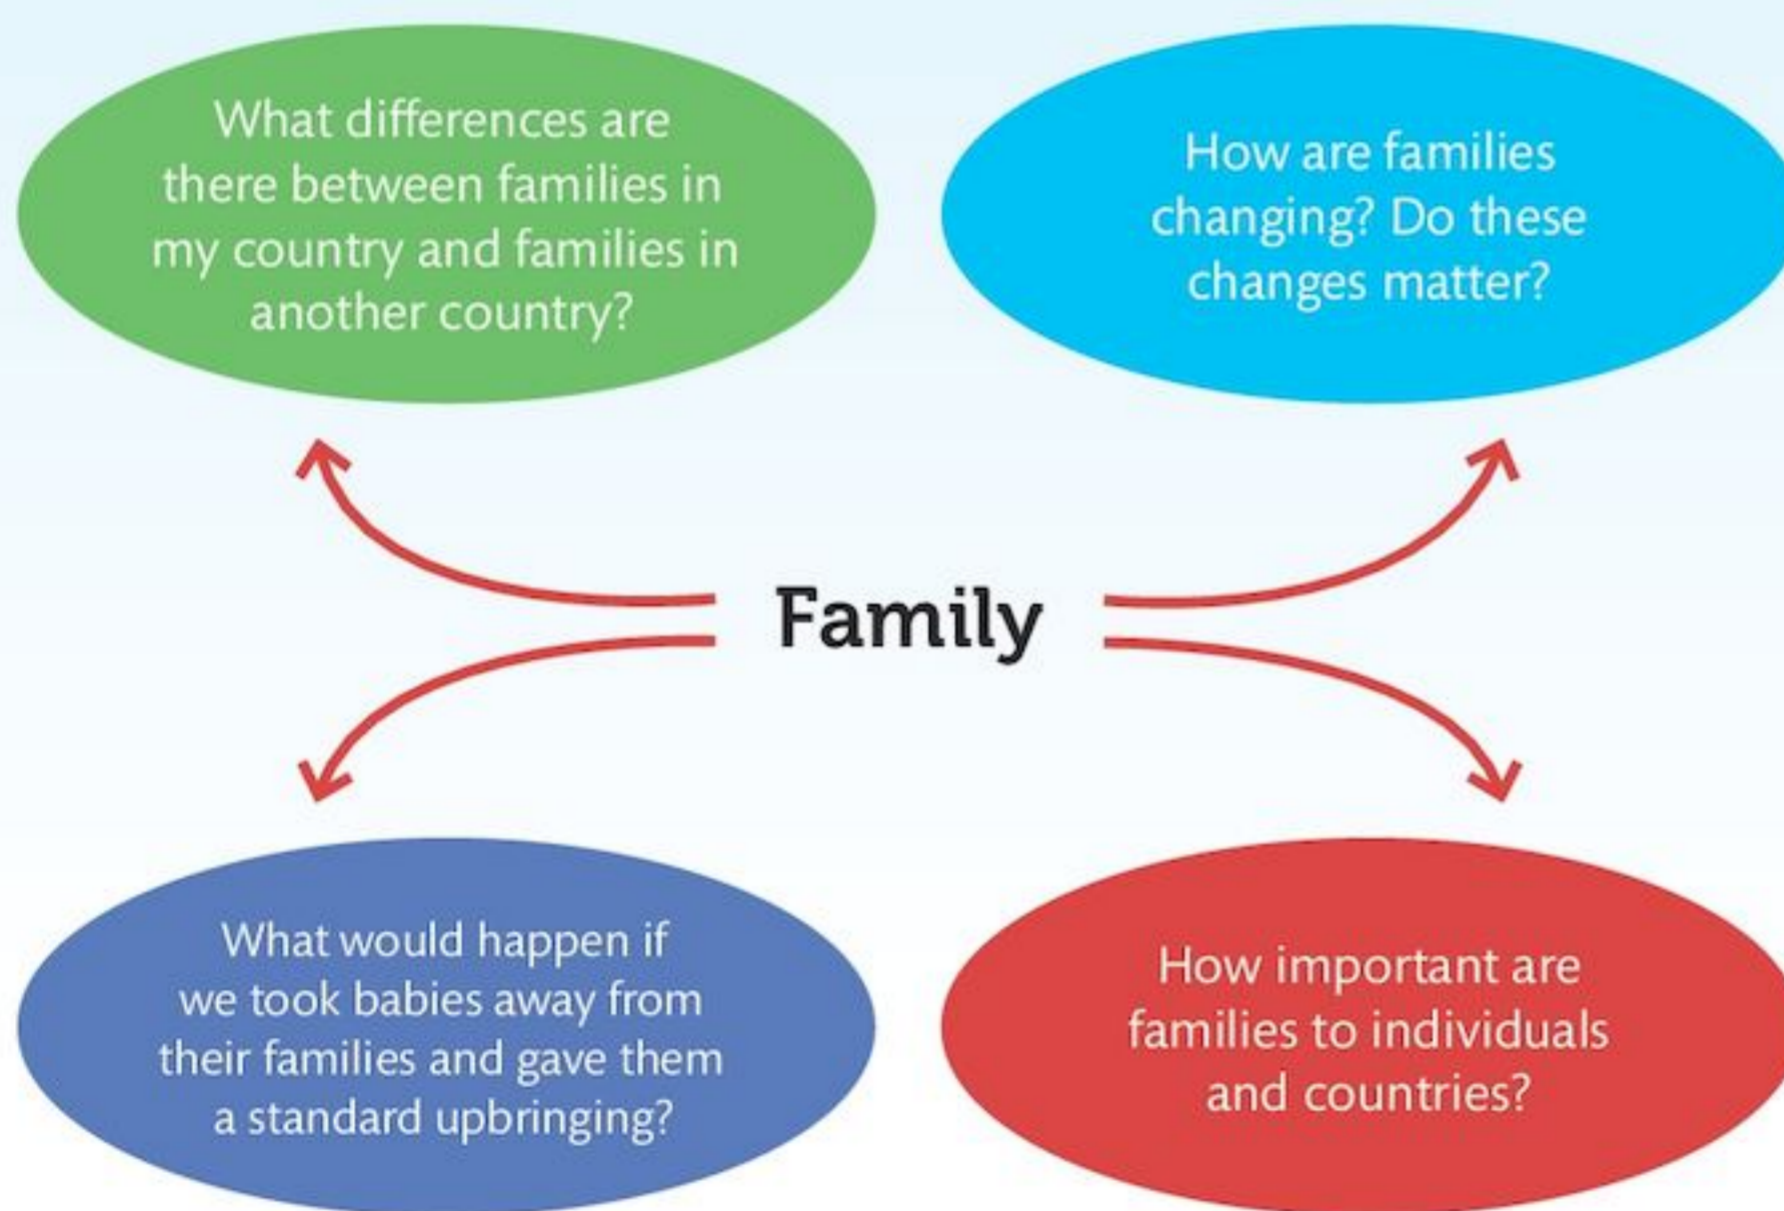 What differences are
there between families in
my country and families in
another country?
How are families
changing? Do these
changes matter?
Family
What would happen if
we took babies away from
their families and gave them
a standard upbringing?
How important are
families to individuals
and countries?